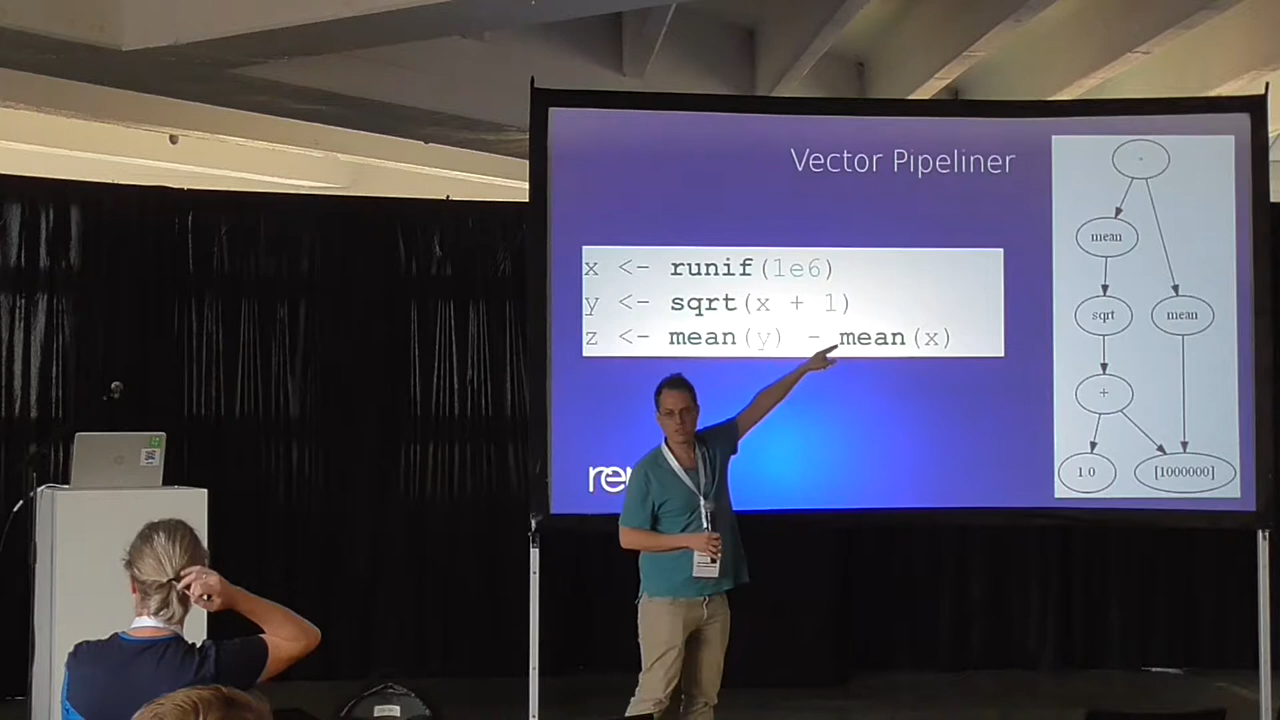 Vector Pipeliner
x <- runif(1e6)
y <- sqrt(x + 1)
z <- mean(y) - mean(x)
-
mean
sqrt
mean
+
1.0
[1000000]